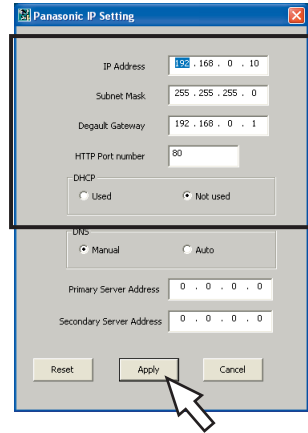 Panasonic IP Setting
IP Address 192 . 168 . 0 . 10
Subnet Mask 255 . 255 . 255 . 0
Degault Gateway 192 . 168 . 0 . 1
HTTP Port number 80
DHCP
Used Not used
DNS
Manual Auto
Primary Server Address 0 . 0 . 0 . 0
Secondary Server Address 0 . 0 . 0 . 0
Reset Apply Cancel